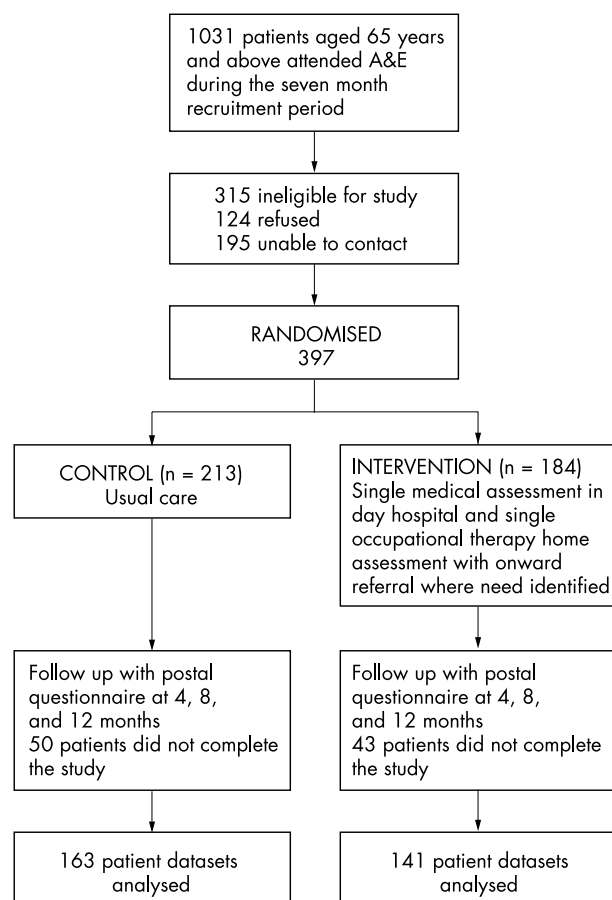 1031 patients aged 65 years
and above attended A&E
during the seven month
recruitment period
315 ineligible for study
124 refused
195 unable to contact
RANDOMISED
397
CONTROL (n = 213)
Usual care
INTERVENTION (n = 184)
Single medical assessment in
day hospital and single
occupational therapy home
assessment with onward
referral where need identified
Follow up with postal
questionnaire at 4, 8,
and 12 months
50 patients did not complete
the study
Follow up with postal
questionnaire at 4, 8,
and 12 months
43 patients did not complete
the study
163 patient datasets
analysed
141 patient datasets
analysed